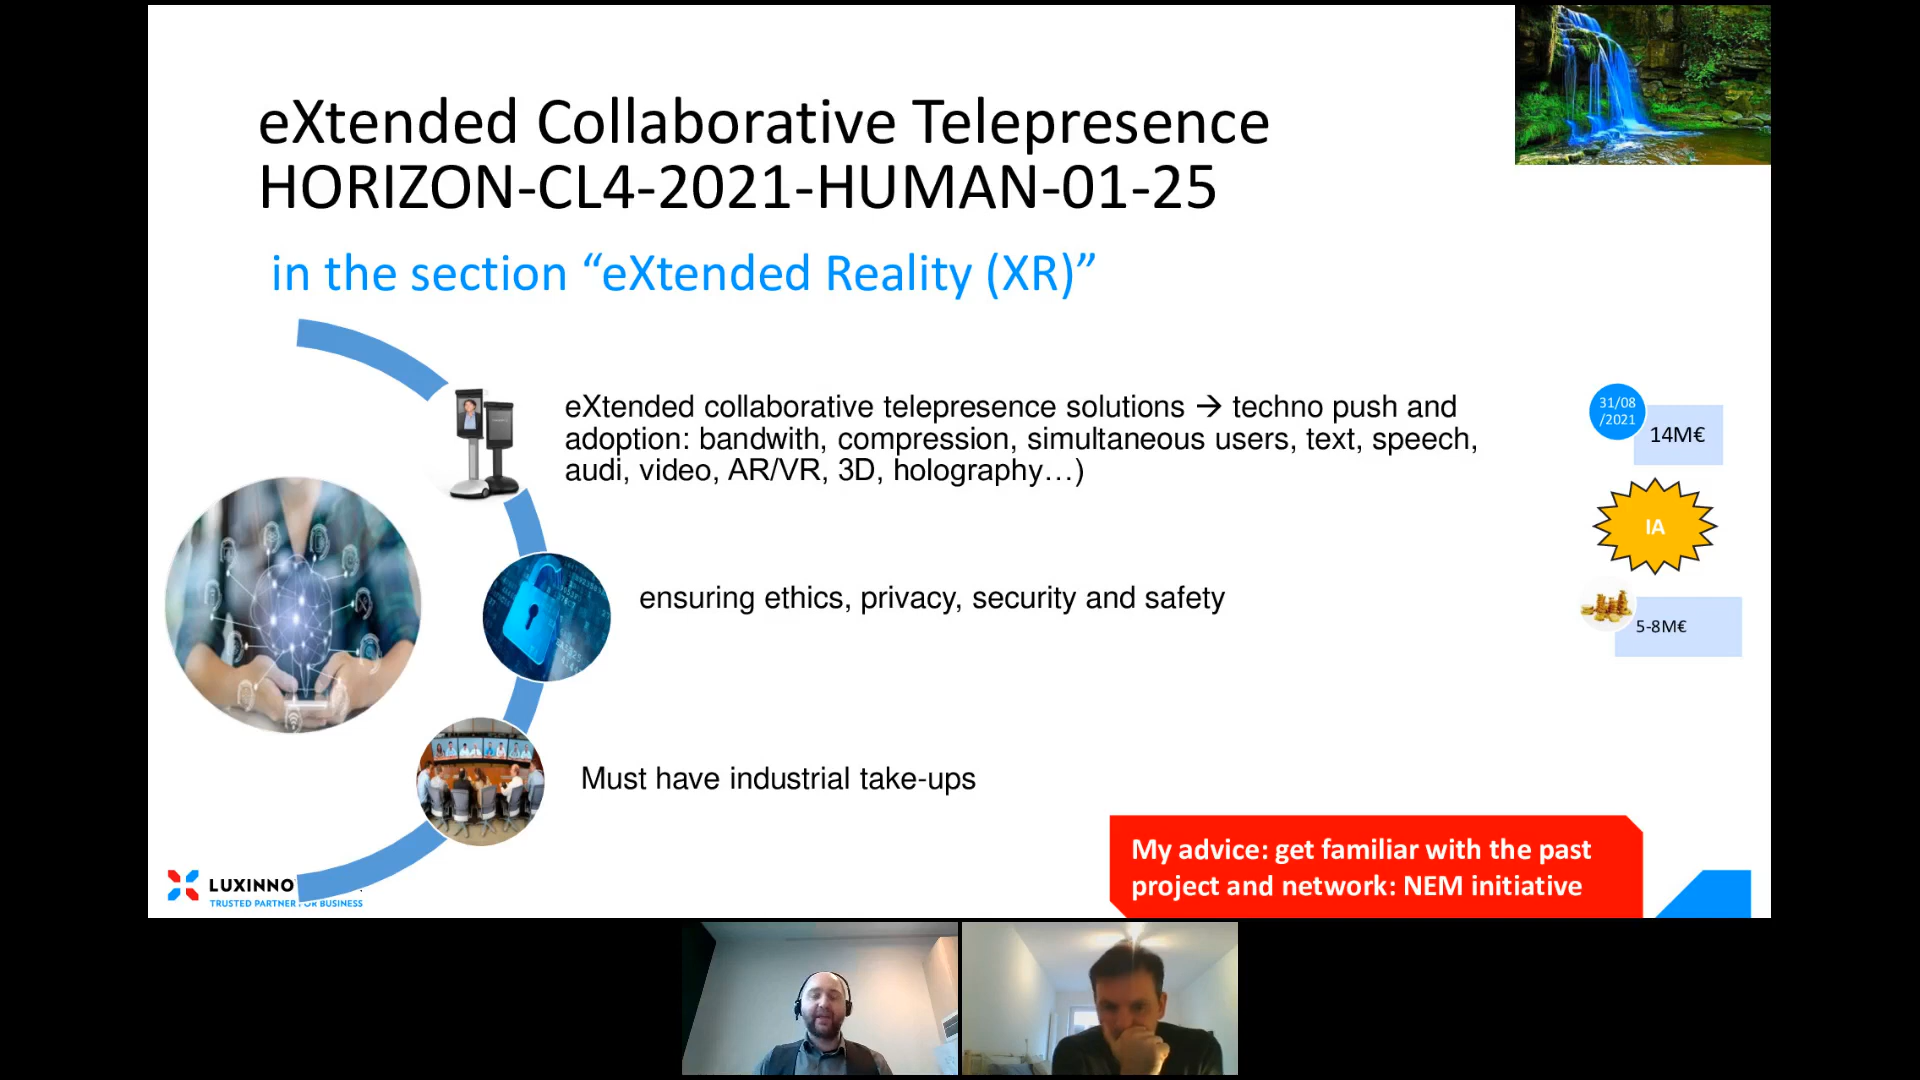 eXtended Collaborative Telepresence
HORIZON-CL4-2021-HUMAN-01-25
in the section “eXtended Reality (XR)”
eXtended collaborative telepresence solutions → techno push and
adoption: bandwith, compression, simultaneous users, text, speech,
audi, video, AR/VR, 3D, holography…)
31/08
/2021
14M€
IA
ensuring ethics, privacy, security and safety
5-8M€
Must have industrial take-ups
My advice: get familiar with the past
project and network: NEM initiative
LUXINNO
TRUSTED PARTNER FOR BUSINESS